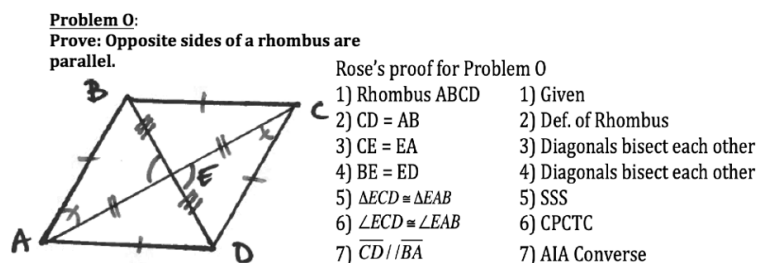 Problem O:
Prove: Opposite sides of a rhombus are
parallel.
B
C
E
A
D
Rose's proof for Problem O
1) Rhombus ABCD 1) Given
2) CD = AB 2) Def. of Rhombus
3) CE = EA 3) Diagonals bisect each other
4) BE = ED 4) Diagonals bisect each other
5) ΔECD ≅ ΔEAB 5) SSS
6) ∠ECD ≅ ∠EAB 6) CPCTC
7) CD//BA 7) AIA Converse